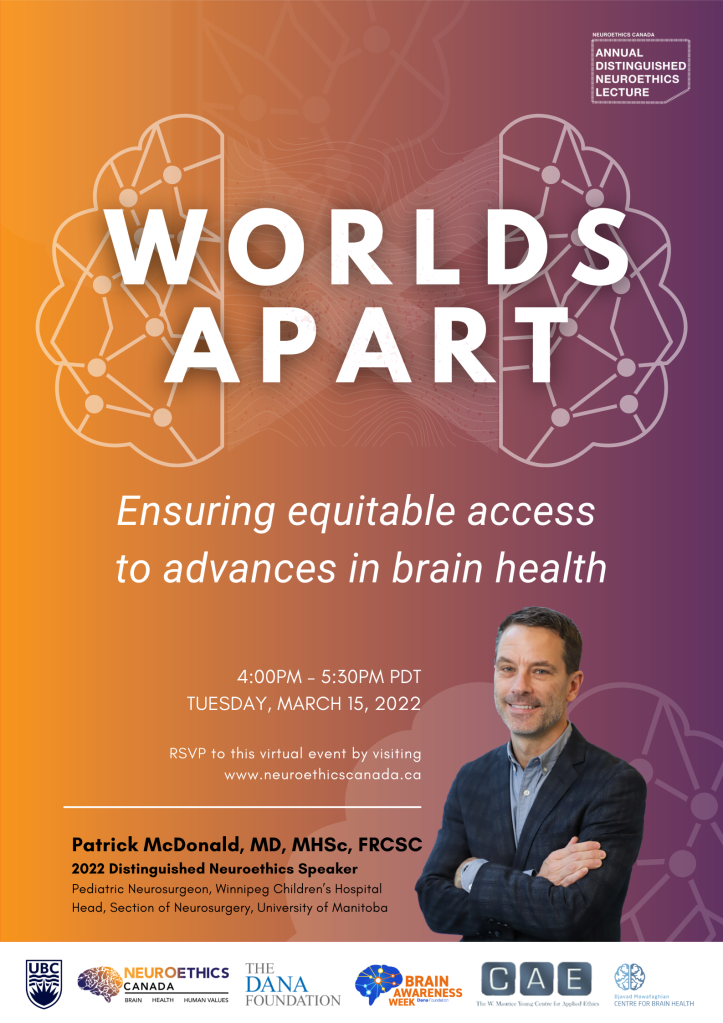 NEUROETHICS CANADA
ANNUAL
DISTINGUISHED
NEUROETHICS
LECTURE
WORLDS
APART
Ensuring equitable access
to advances in brain health
4:00PM – 5:30PM PDT
TUESDAY, MARCH 15, 2022
RSVP to this virtual event by visiting
www.neuroethicscanada.ca
Patrick McDonald, MD, MHSc, FRCSC
2022 Distinguished Neuroethics Speaker
Pediatric Neurosurgeon, Winnipeg Children's Hospital
Head, Section of Neurosurgery, University of Manitoba
UBC
NEUROETHICS
CANADA
BRAIN HEALTH HUMAN VALUES
THE
DANA
FOUNDATION
BRAIN
AWARENESS
WEEK Dana Foundation
CAE
The W. Maurice Young Centre for Applied Ethics
Djavad Mowafaghian
CENTRE FOR BRAIN HEALTH